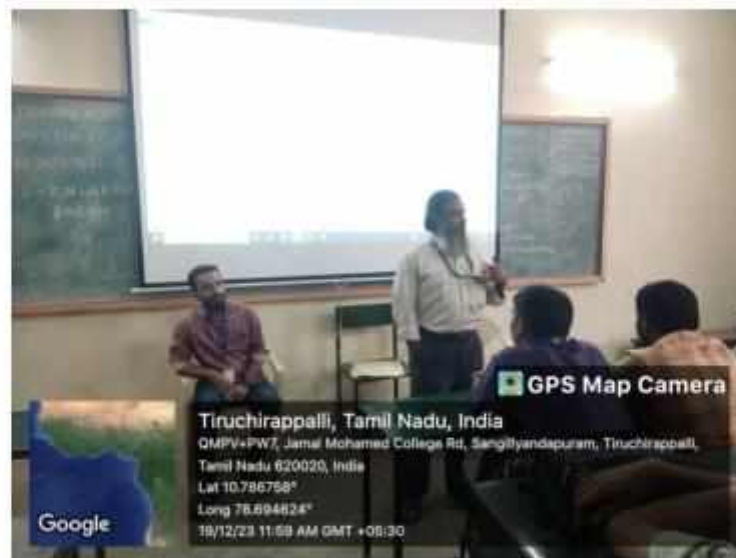 GPS Map Camera
Tiruchirappalli, Tamil Nadu, India
QMPV+PW7, Jamal Mohamed College Rd, Sangillyandapuram, Tiruchirappalli,
Tamil Nadu 620020, India
Lat 10.786758°
Long 78.694624°
19/12/23 11:59 AM GMT +05:30
Google